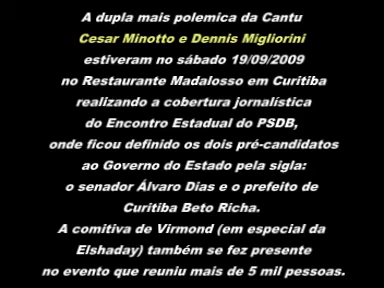 A dupla mais polemica da Cantu
Cesar Minotto e Dennis Migliorini
estiveram no sábado 19/09/2009
no Restaurante Madalosso em Curitiba
realizando a cobertura jornalística
do Encontro Estadual do PSDB,
onde ficou definido os dois pré-candidatos
ao Governo do Estado pela sigla:
o senador Álvaro Dias e o prefeito de
Curitiba Beto Richa.
A comitiva de Virmond (em especial da
Elshaday) também se fez presente
no evento que reuniu mais de 5 mil pessoas.